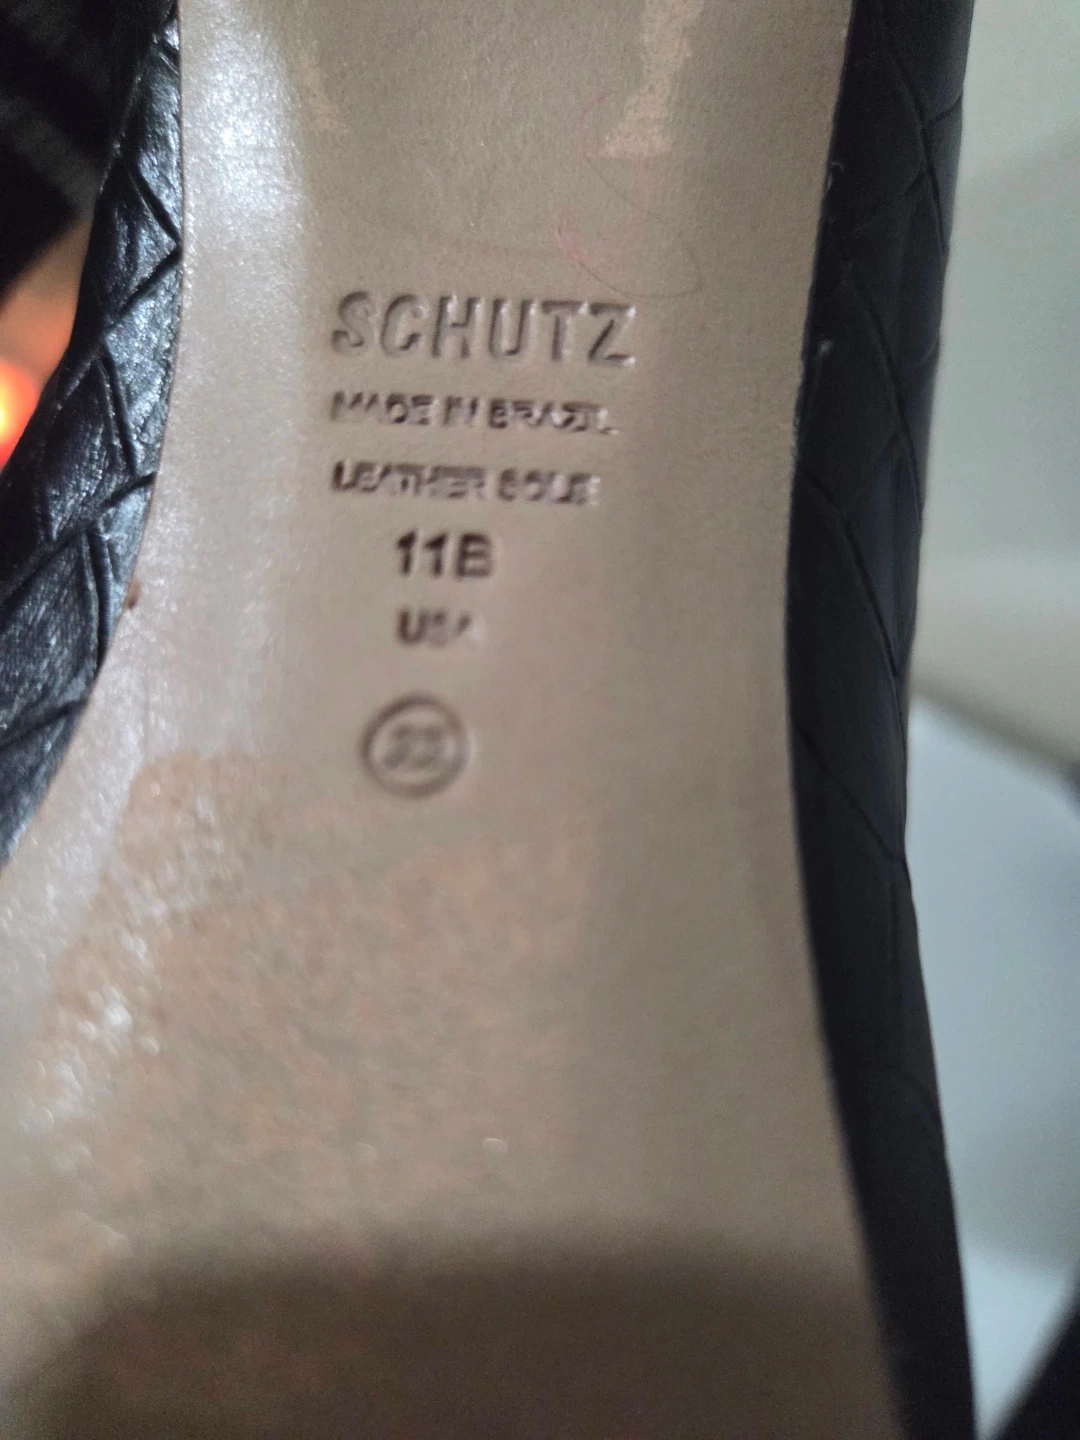 SCHUTZ
MADE IN BRAZIL
LEATHER SOLE
11B
USA